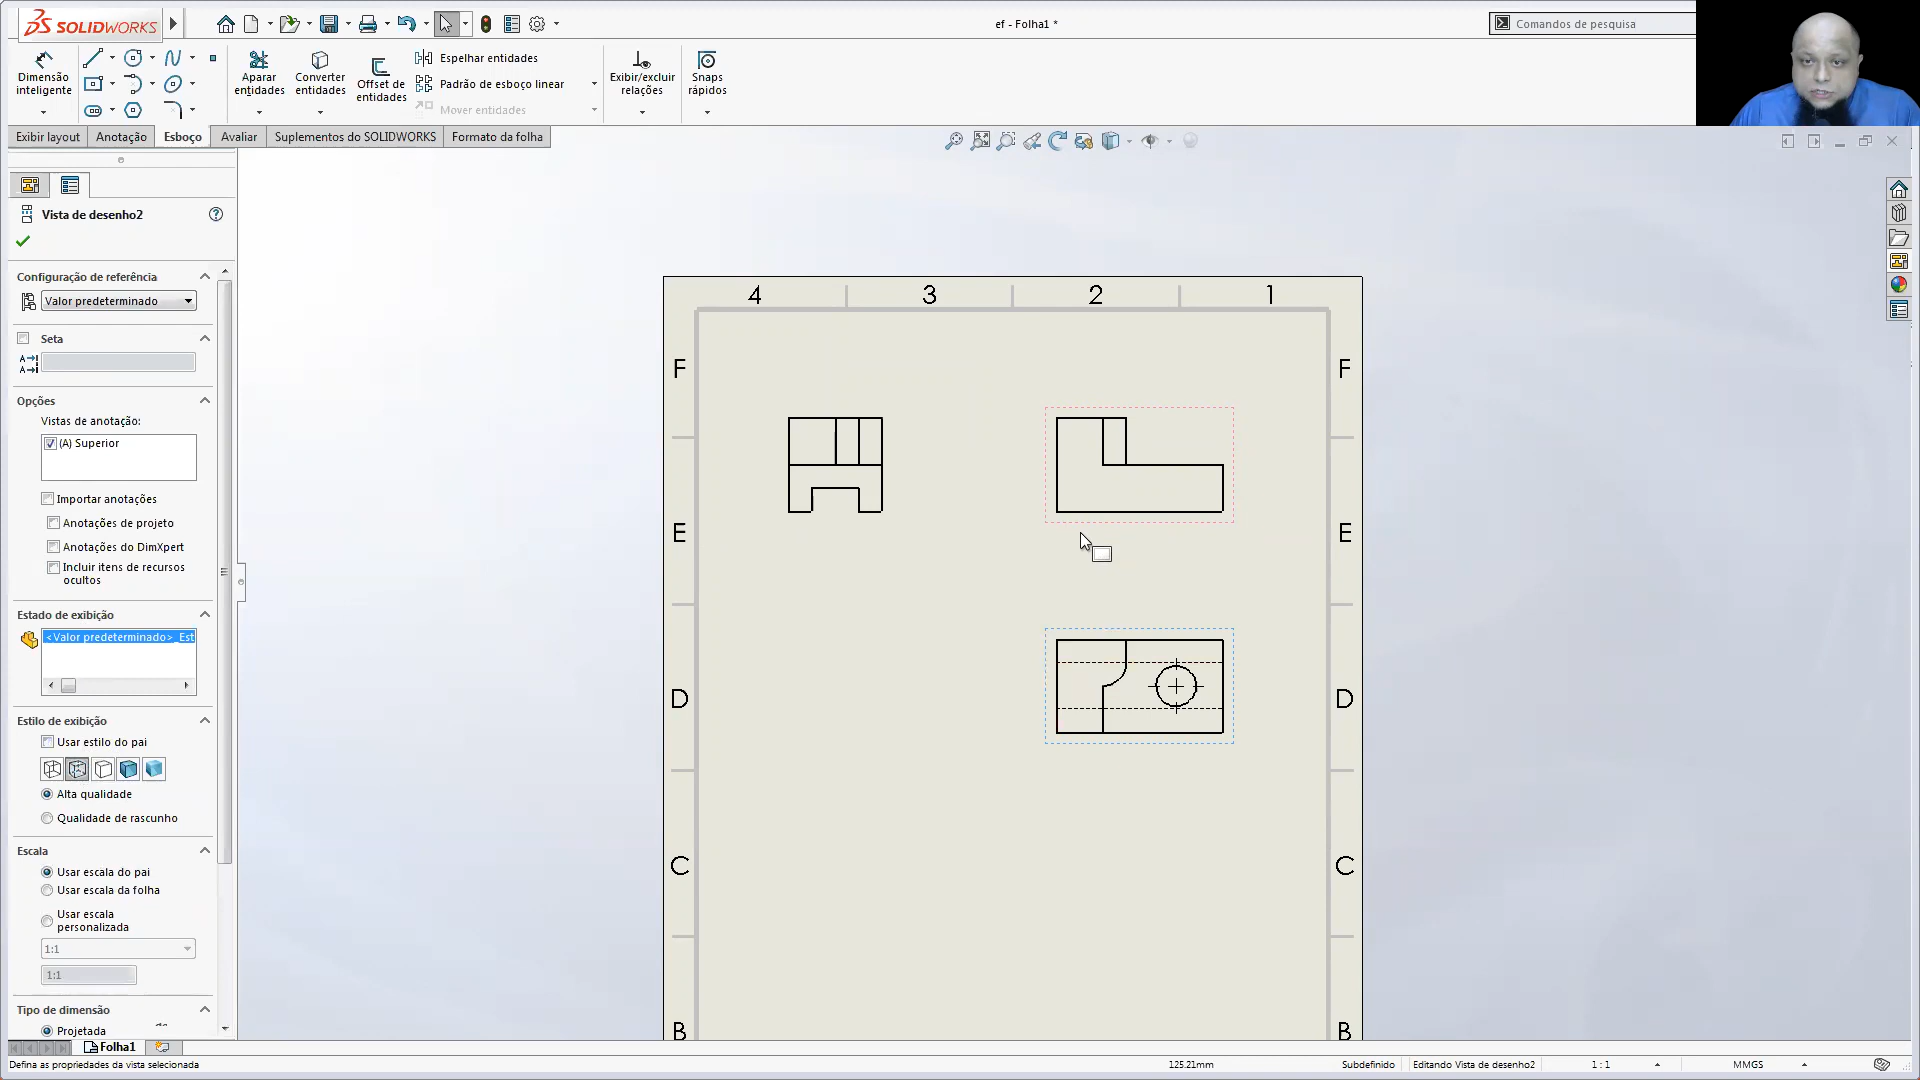 SOLIDWORKS
ef - Folha1 *
Comandos de pesquisa
Dimensão
inteligente
Aparar
entidades
Converter
entidades
Offset de
entidades
Espelhar entidades
Padrão de esboço linear
Mover entidades
Exibir/excluir
relações
Snaps
rápidos
Exibir layout
Anotação
Esboço
Avaliar
Suplementos do SOLIDWORKS
Formato da folha
Vista de desenho2
Configuração de referência
Valor predeterminado
Seta
Opções
Vistas de anotação:
(A) Superior
Importar anotações
Anotações de projeto
Anotações do DimXpert
Incluir itens de recursos
ocultos
Estado de exibição
<Valor predeterminado>_Est
Estilo de exibição
Usar estilo do pai
Alta qualidade
Qualidade de rascunho
Escala
Usar escala do pai
Usar escala da folha
Usar escala
personalizada
1:1
1:1
Tipo de dimensão
Projetada
4 3 2 1
F F
E E
D D
C C
B B
Folha1
Defina as propriedades da vista selecionada
125.21mm
Subdefinido
Editando Vista de desenho2
1 : 1
MMGS